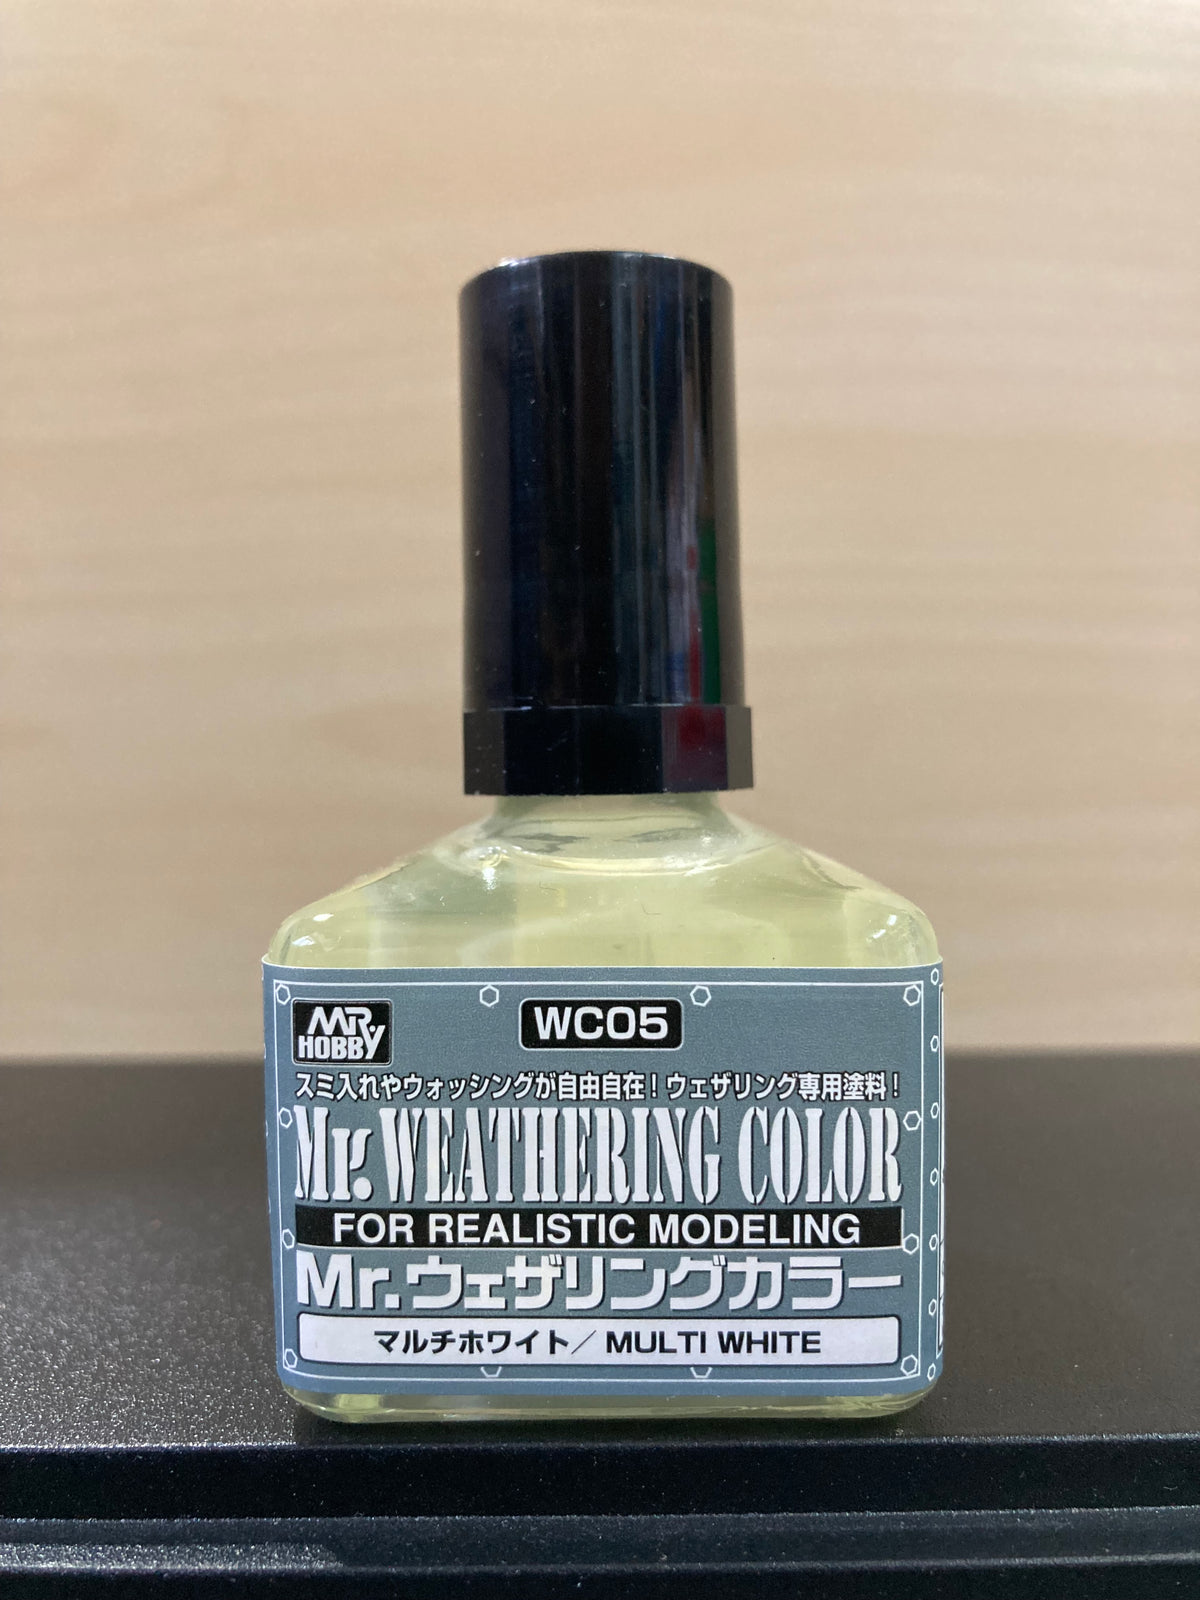 MR.
HOBBY
WC05
スミ入れやウォッシングが自由自在!ウェザリング専用塗料!
Mr. WEATHERING COLOR
FOR REALISTIC MODELING
Mr.ウェザリングカラー
マルチホワイト/MULTI WHITE